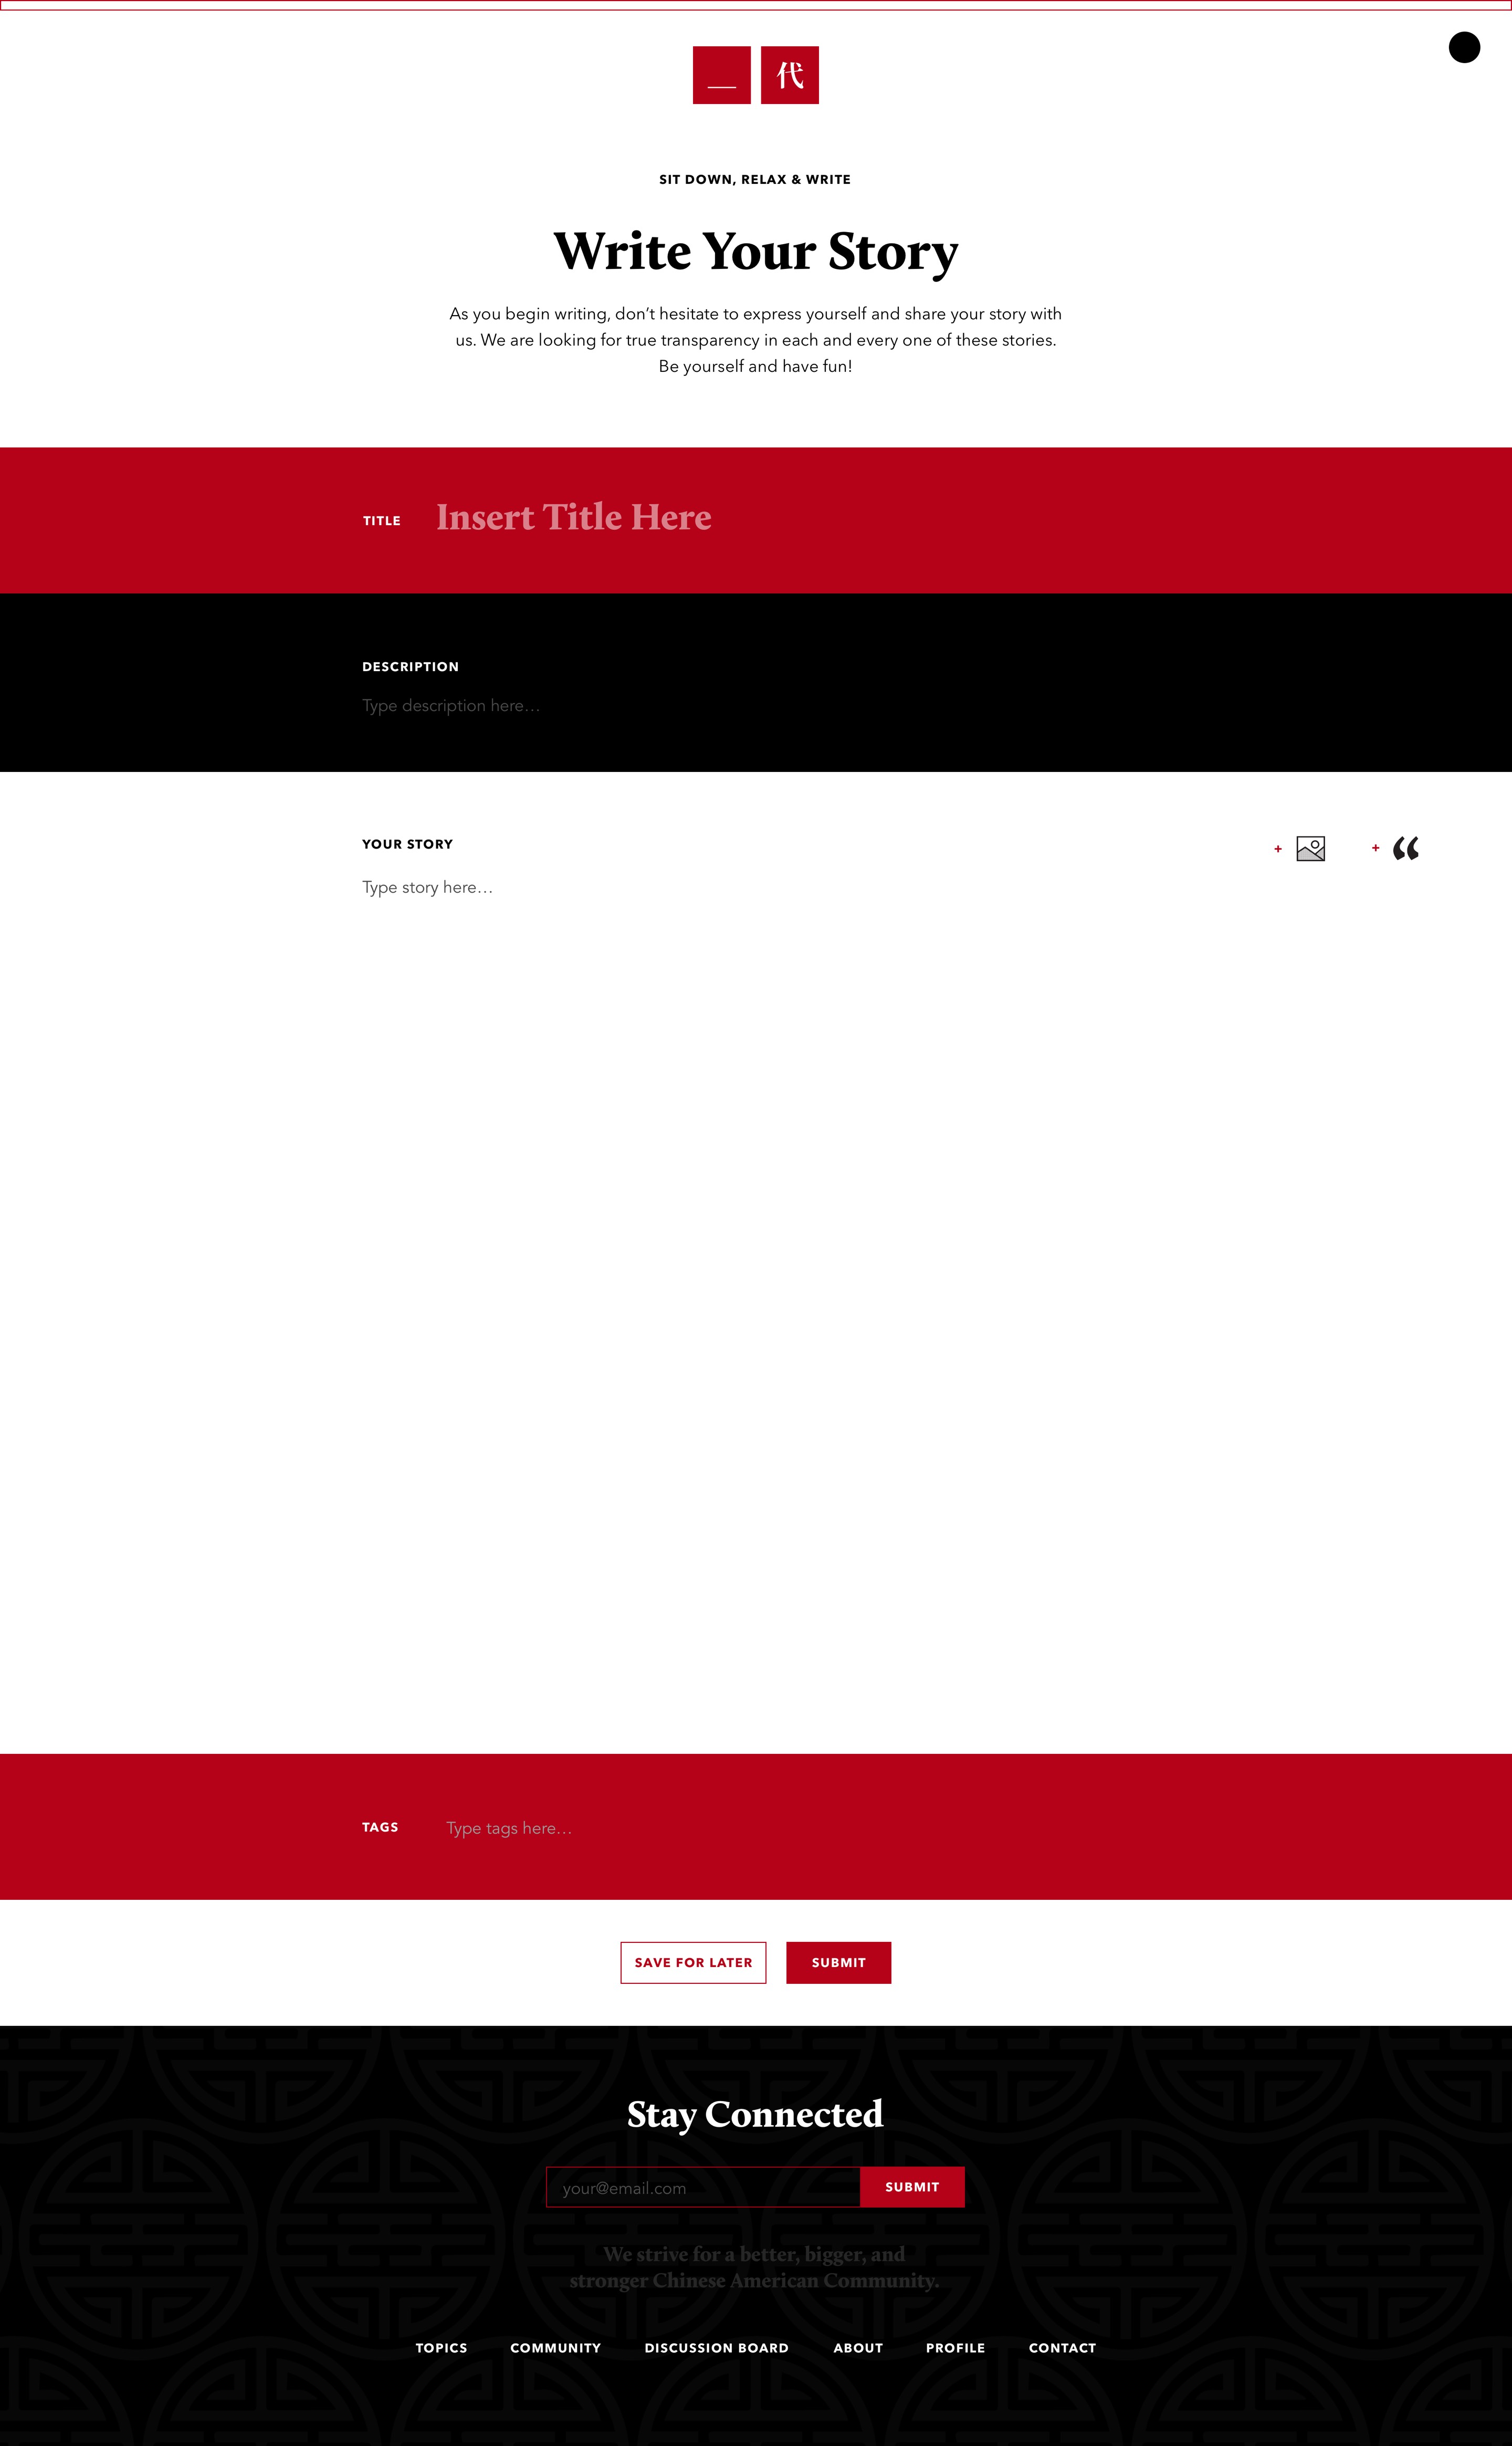 一 代
SIT DOWN, RELAX & WRITE
Write Your Story
As you begin writing, don’t hesitate to express yourself and share your story with
us. We are looking for true transparency in each and every one of these stories.
Be yourself and have fun!
TITLE Insert Title Here
DESCRIPTION
Type description here…
YOUR STORY + + “
Type story here…
TAGS Type tags here…
SAVE FOR LATER SUBMIT
Stay Connected
your@email.com SUBMIT
We strive for a better, bigger, and
stronger Chinese American Community.
TOPICS COMMUNITY DISCUSSION BOARD ABOUT PROFILE CONTACT